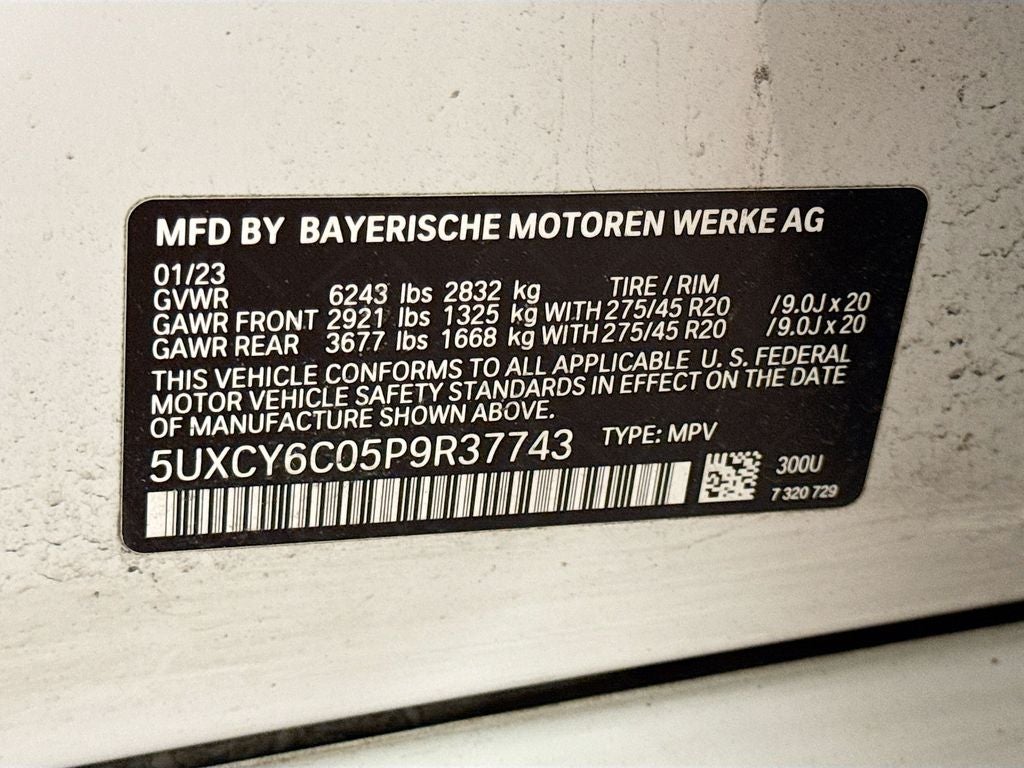 MFD BY BAYERISCHE MOTOREN WERKE AG
01/23
GVWR 6243 lbs 2832 kg TIRE / RIM
GAWR FRONT 2921 lbs 1325 kg WITH 275/45 R20 /9.0J x 20
GAWR REAR 3677 lbs 1668 kg WITH 275/45 R20 /9.0J x 20
THIS VEHICLE CONFORMS TO ALL APPLICABLE U. S. FEDERAL
MOTOR VEHICLE SAFETY STANDARDS IN EFFECT ON THE DATE
OF MANUFACTURE SHOWN ABOVE.
5UXCY6C05P9R37743 TYPE: MPV
300U
7 320 729